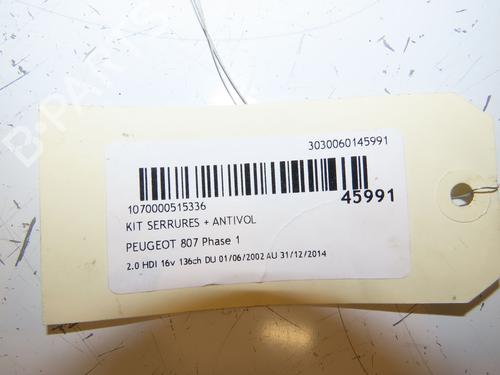 B-PARTS
3030060145991
1070000515336
45991
KIT SERRURES + ANTIVOL
PEUGEOT 807 Phase 1
2.0 HDI 16v 136ch DU 01/06/2002 AU 31/12/2014